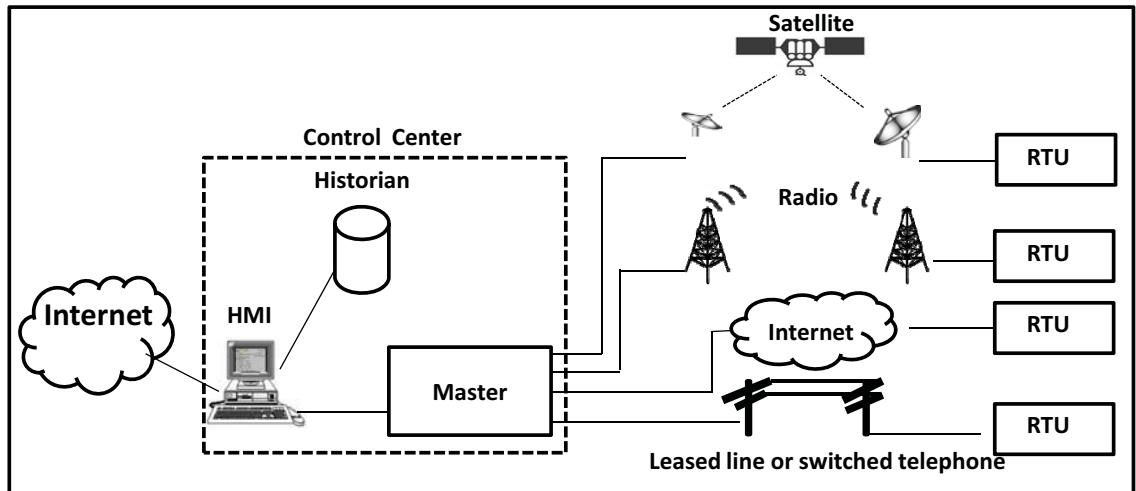 Satellite
Control Center
Historian
RTU
Radio
Internet
HMI
RTU
Internet
RTU
Master
RTU
Leased line or switched telephone